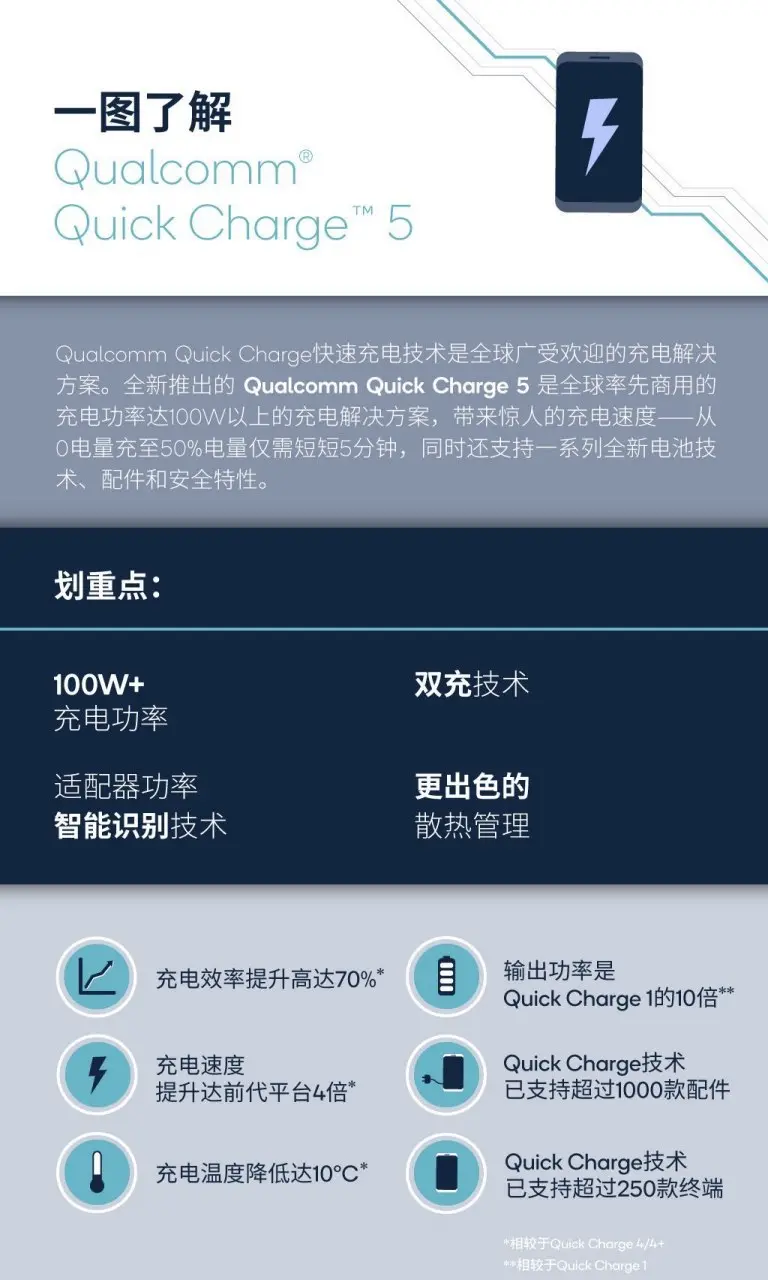 一图了解
Qualcomm®
Quick Charge™ 5
Qualcomm Quick Charge快速充电技术是全球广受欢迎的充电解决
方案。全新推出的 Qualcomm Quick Charge 5 是全球率先商用的
充电功率达100W以上的充电解决方案，带来惊人的充电速度——从
0电量充至50%电量仅需短短5分钟，同时还支持一系列全新电池技
术、配件和安全特性。
划重点：
100W+
充电功率
双充技术
适配器功率
智能识别技术
更出色的
散热管理
充电效率提升高达70%*
输出功率是
Quick Charge 1的10倍**
充电速度
提升达前代平台4倍*
Quick Charge技术
已支持超过1000款配件
充电温度降低达10°C*
Quick Charge技术
已支持超过250款终端
*相较于Quick Charge 4/4+
**相较于Quick Charge 1